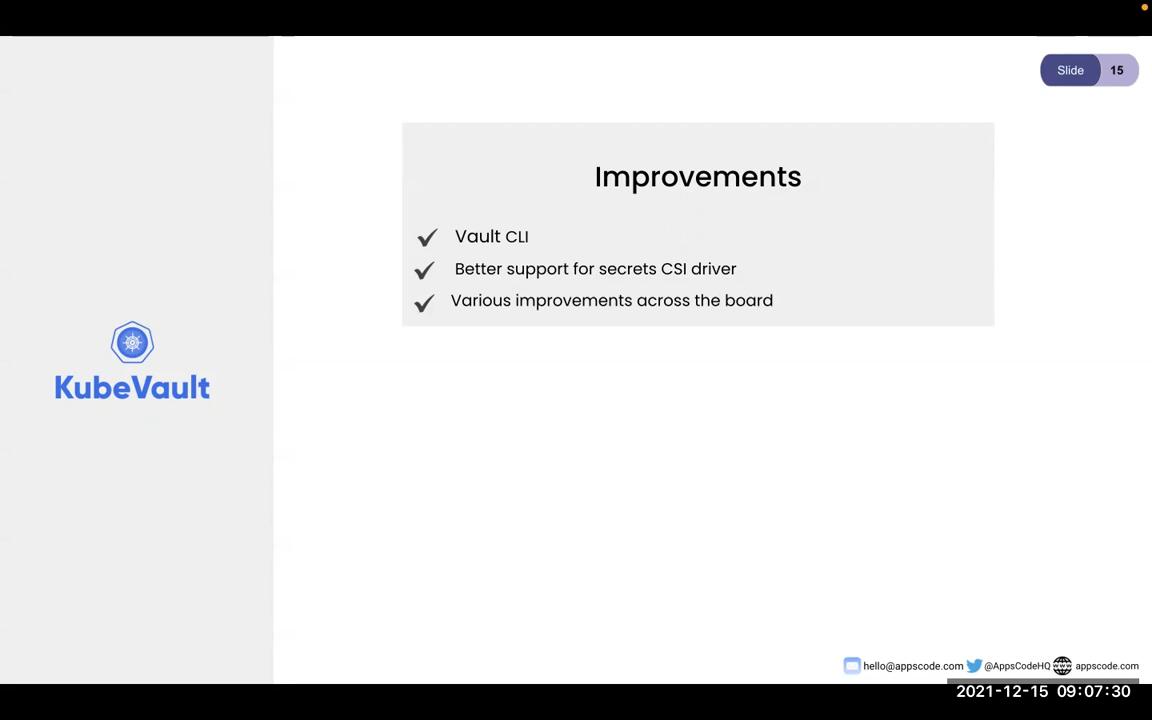 Slide 15
Improvements
Vault CLI
Better support for secrets CSI driver
Various improvements across the board
KubeVault
hello@appscode.com @AppsCodeHQ appscode.com
2021-12-15 09:07:30